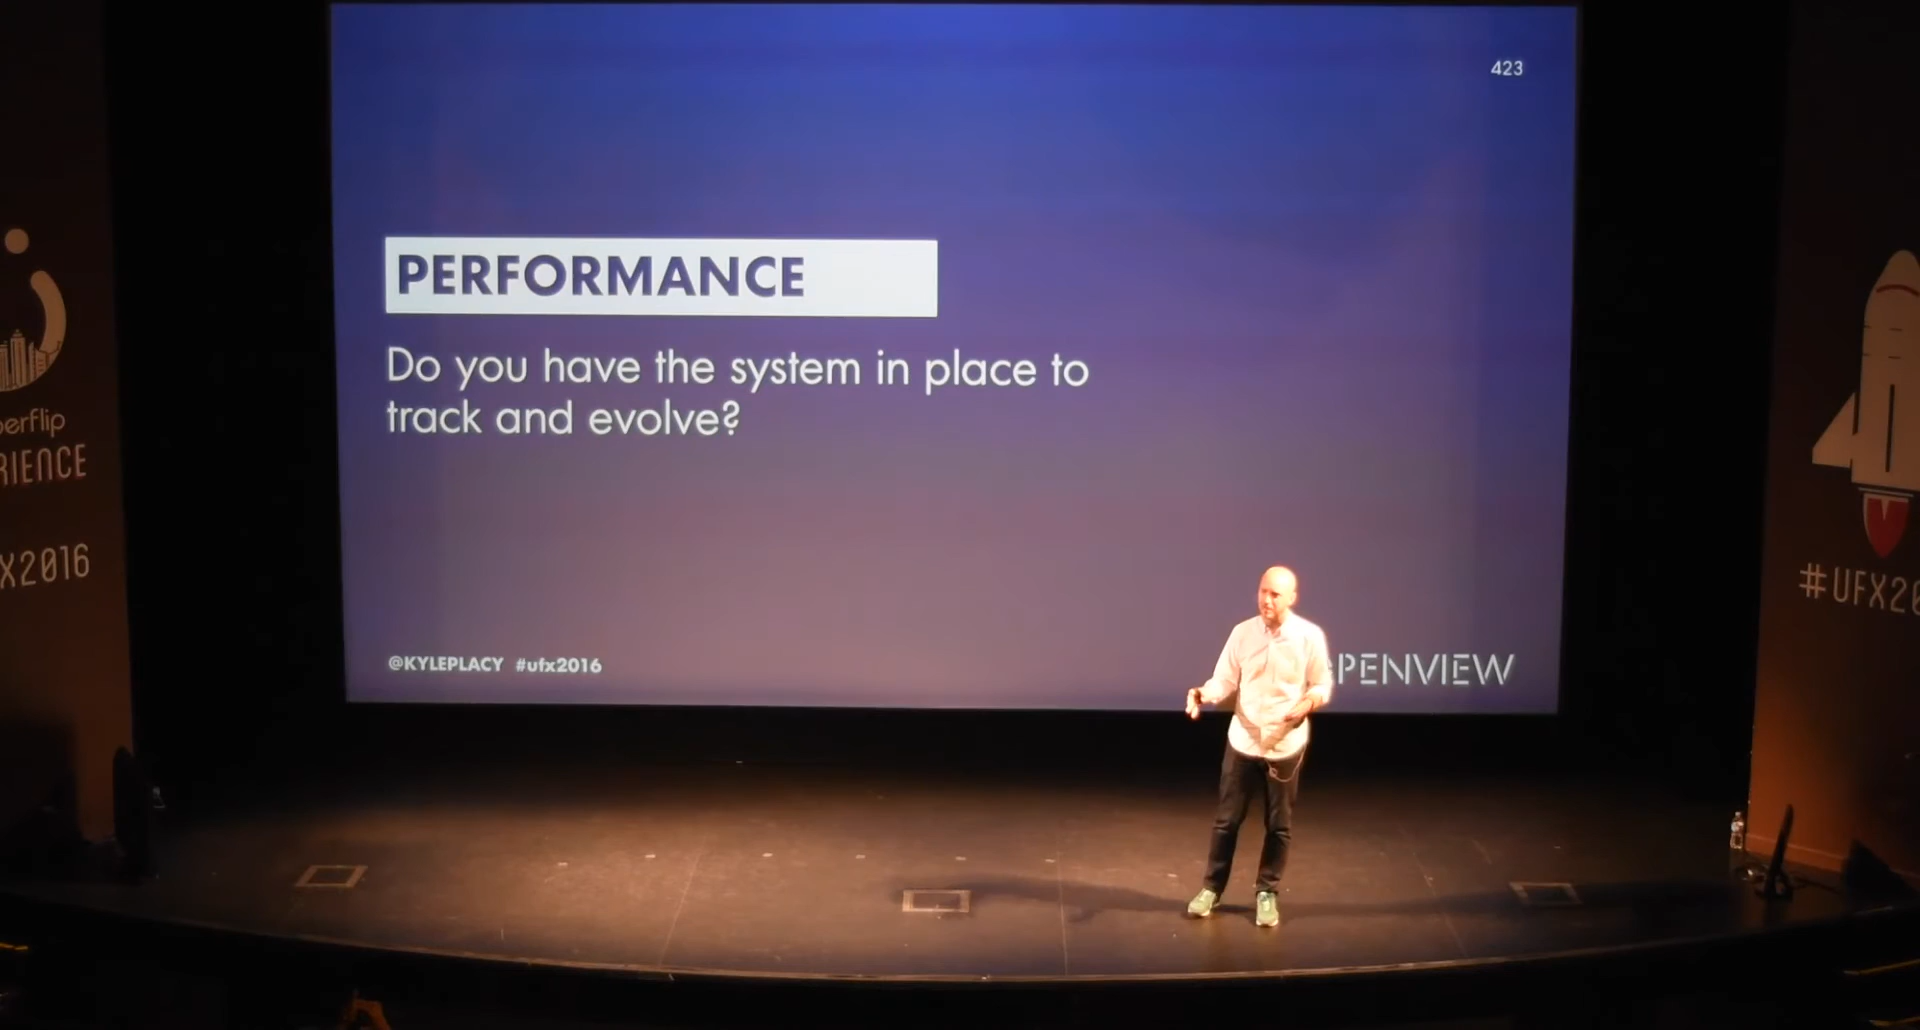 423
PERFORMANCE
Do you have the system in place to
track and evolve?
@KYLEPLACY #ufx2016
PENVIEW
erflip
RIENCE
X2016
#UFX20